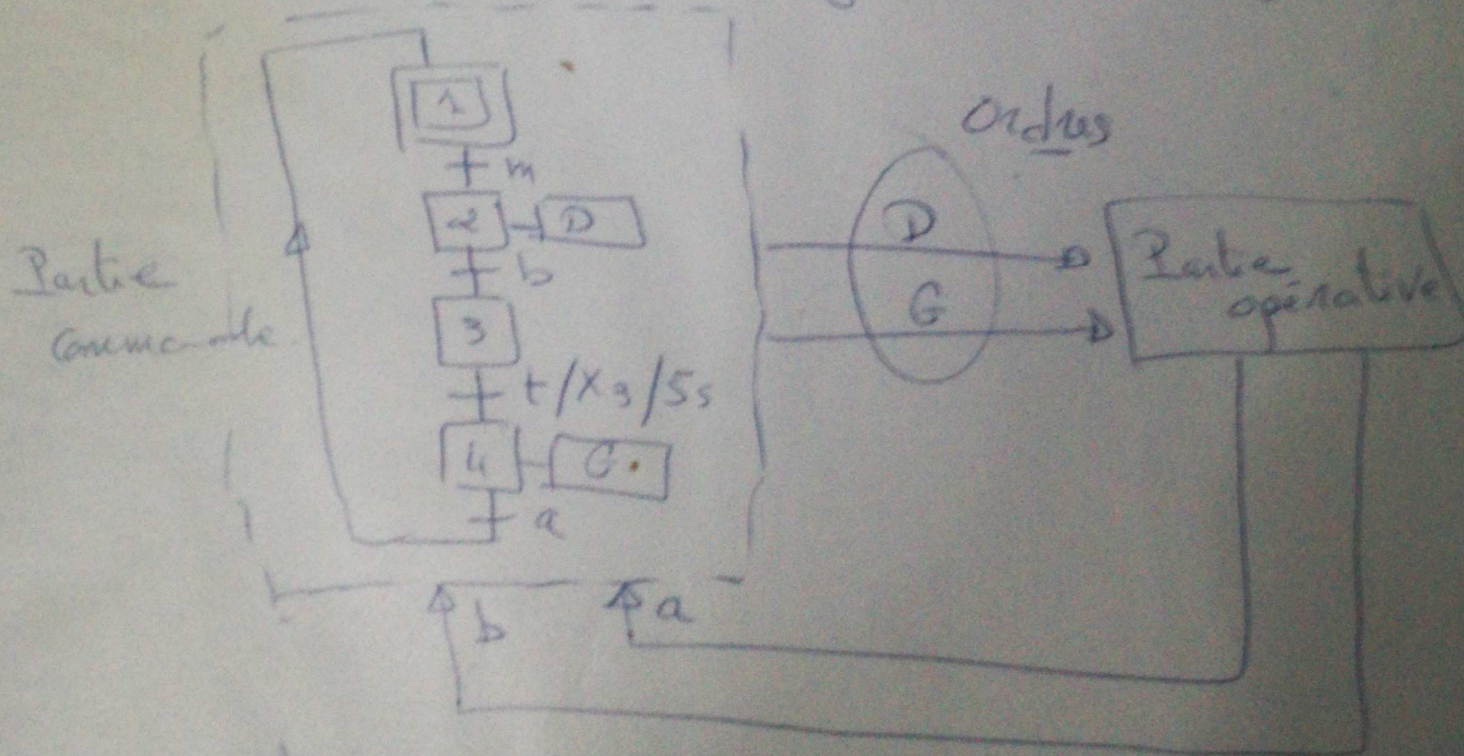 1
m
2 D
b
3
t/X3/5s
4 G
a
Partie
commande
b a
Ordres
D
G
Partie
opérative